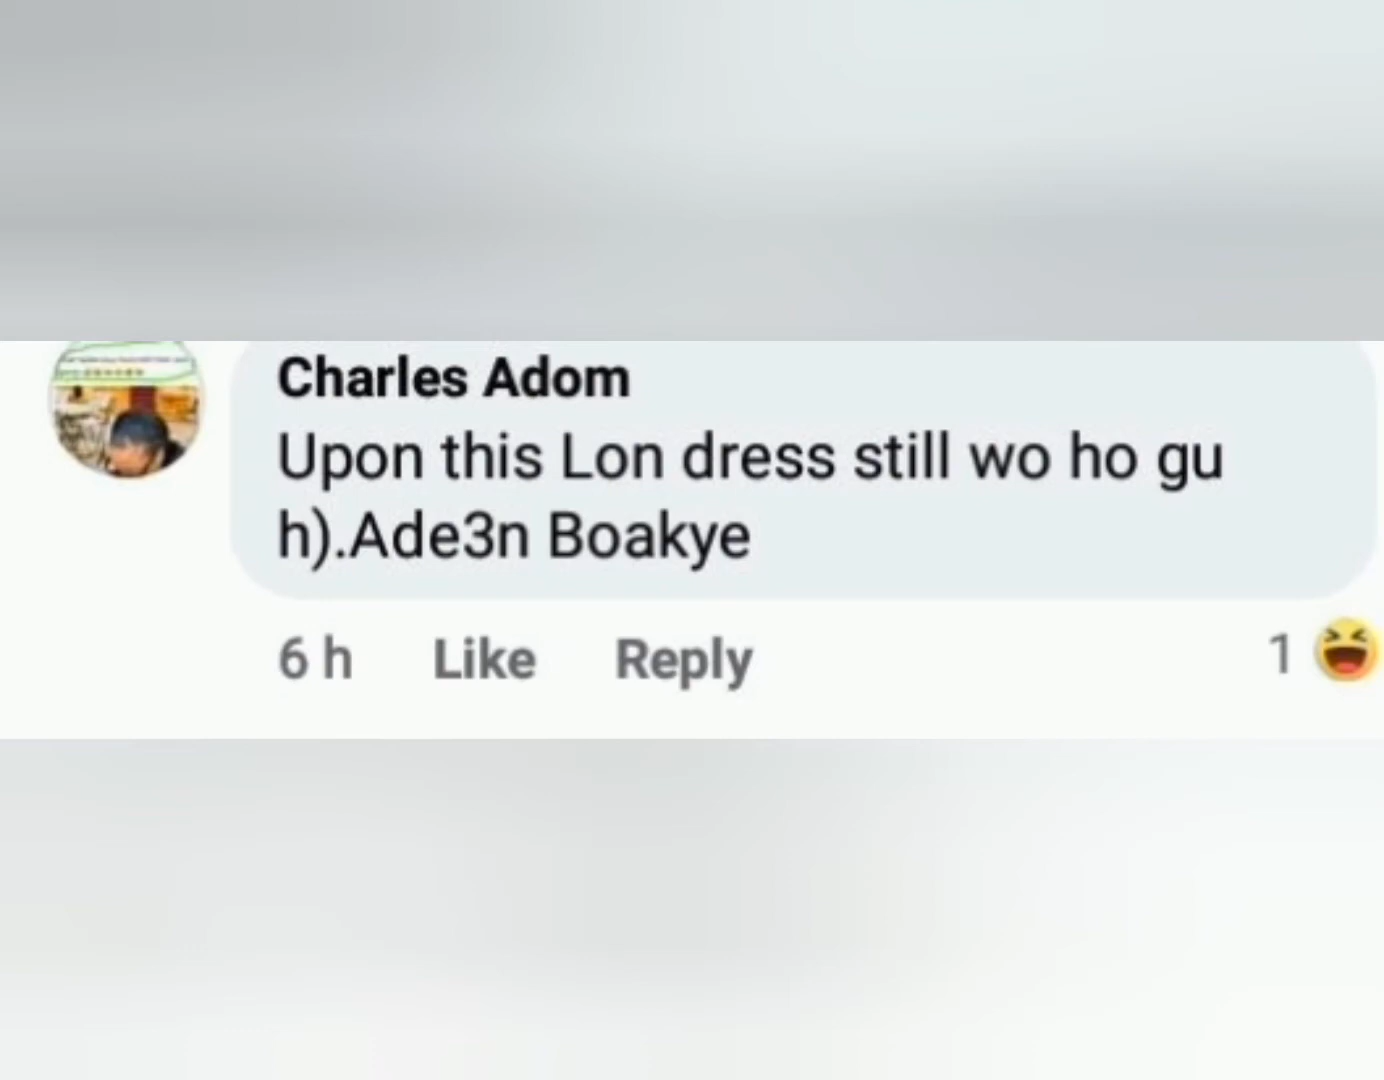 Charles Adom
Upon this Lon dress still wo ho gu
h).Ade3n Boakye
6 h Like Reply 1